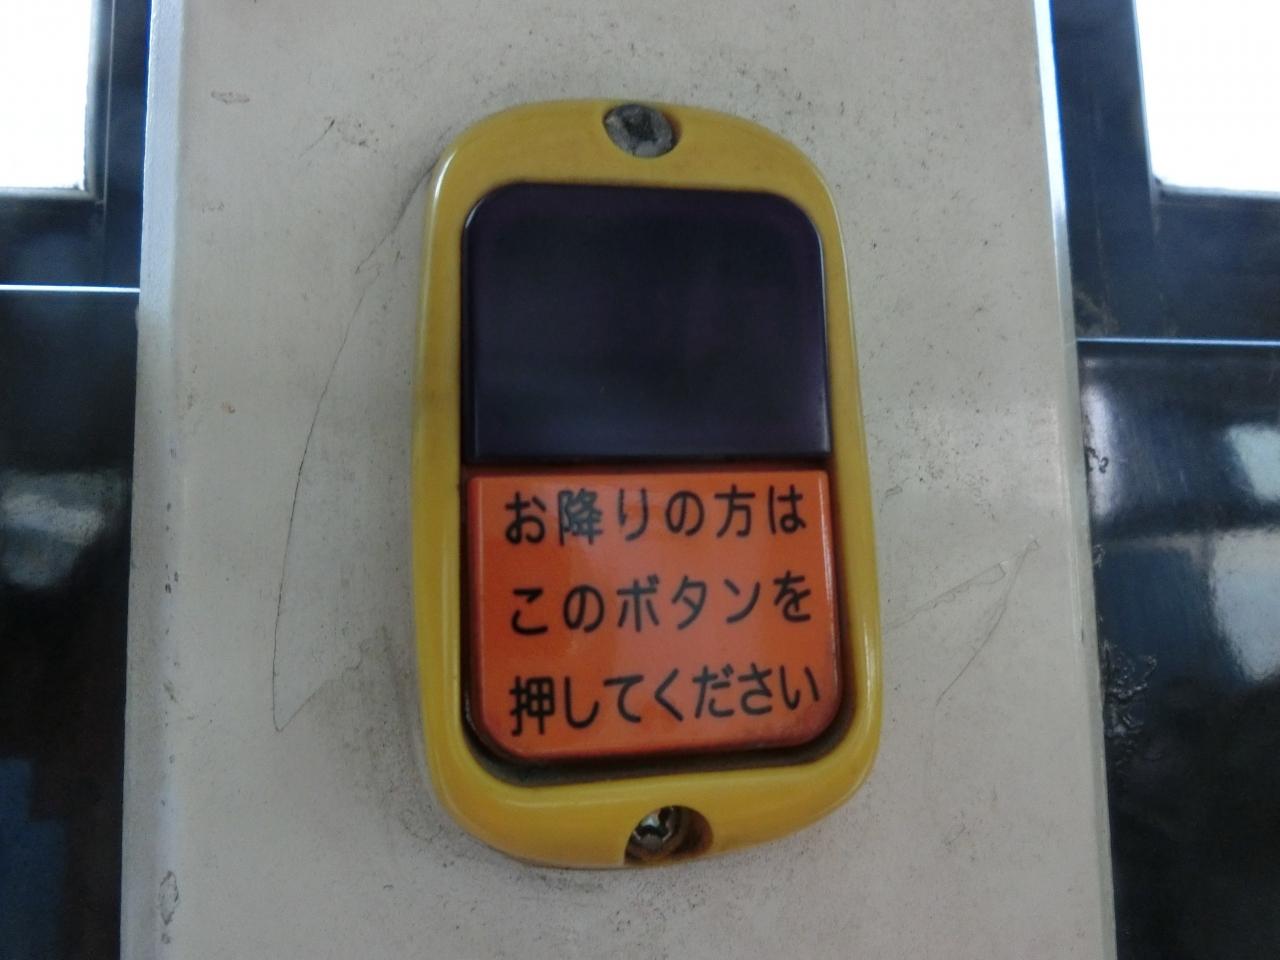 お降りの方は
このボタンを
押してください